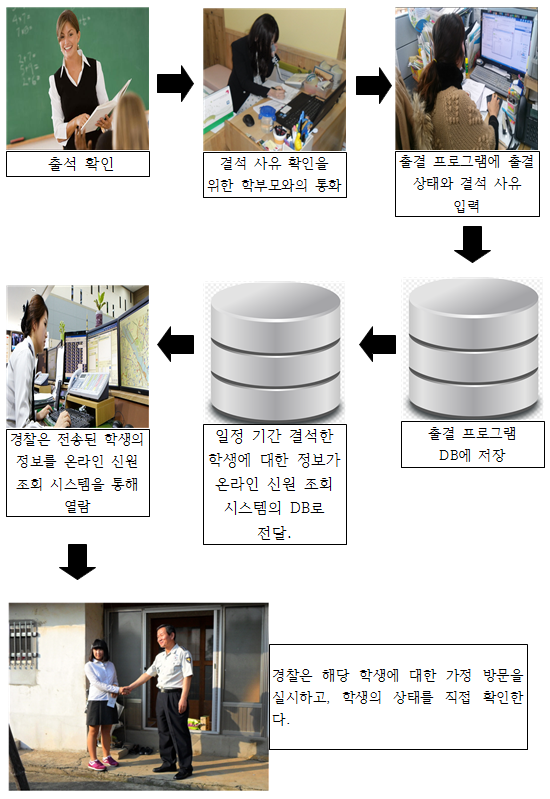 출석 확인
결석 사유 확인을
위한 학부모와의 통화
출결 프로그램에 출결
상태와 결석 사유
입력
출결 프로그램
DB에 저장
일정 기간 결석한
학생에 대한 정보가
온라인 신원 조회
시스템의 DB로
전달.
경찰은 전송된 학생의
정보를 온라인 신원
조회 시스템을 통해
열람
경찰은 해당 학생에 대한 가정 방문을
실시하고, 학생의 상태를 직접 확인한
다.